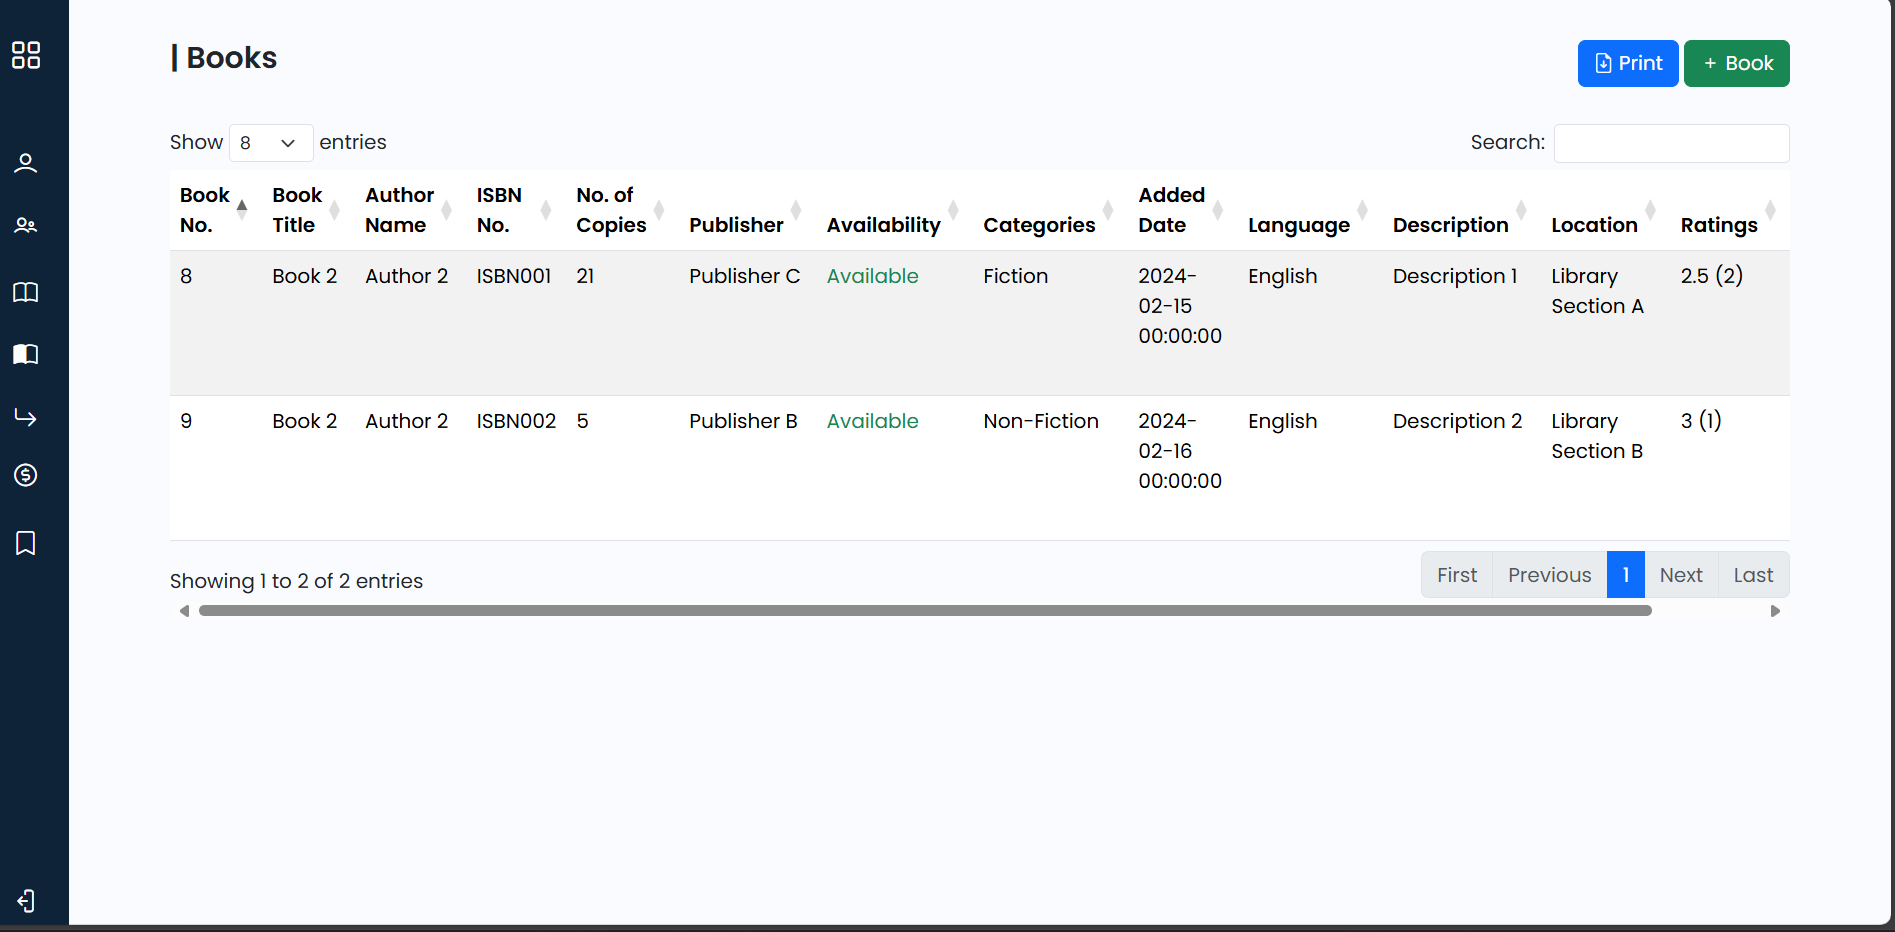 | Books
Print
+ Book
Show 8 entries
Search:
Book No.
Book Title
Author Name
ISBN No.
No. of Copies
Publisher
Availability
Categories
Added Date
Language
Description
Location
Ratings
8
Book 2
Author 2
ISBN001
21
Publisher C
Available
Fiction
2024-
02-15
00:00:00
English
Description 1
Library
Section A
2.5 (2)
9
Book 2
Author 2
ISBN002
5
Publisher B
Available
Non-Fiction
2024-
02-16
00:00:00
English
Description 2
Library
Section B
3 (1)
Showing 1 to 2 of 2 entries
First Previous 1 Next Last